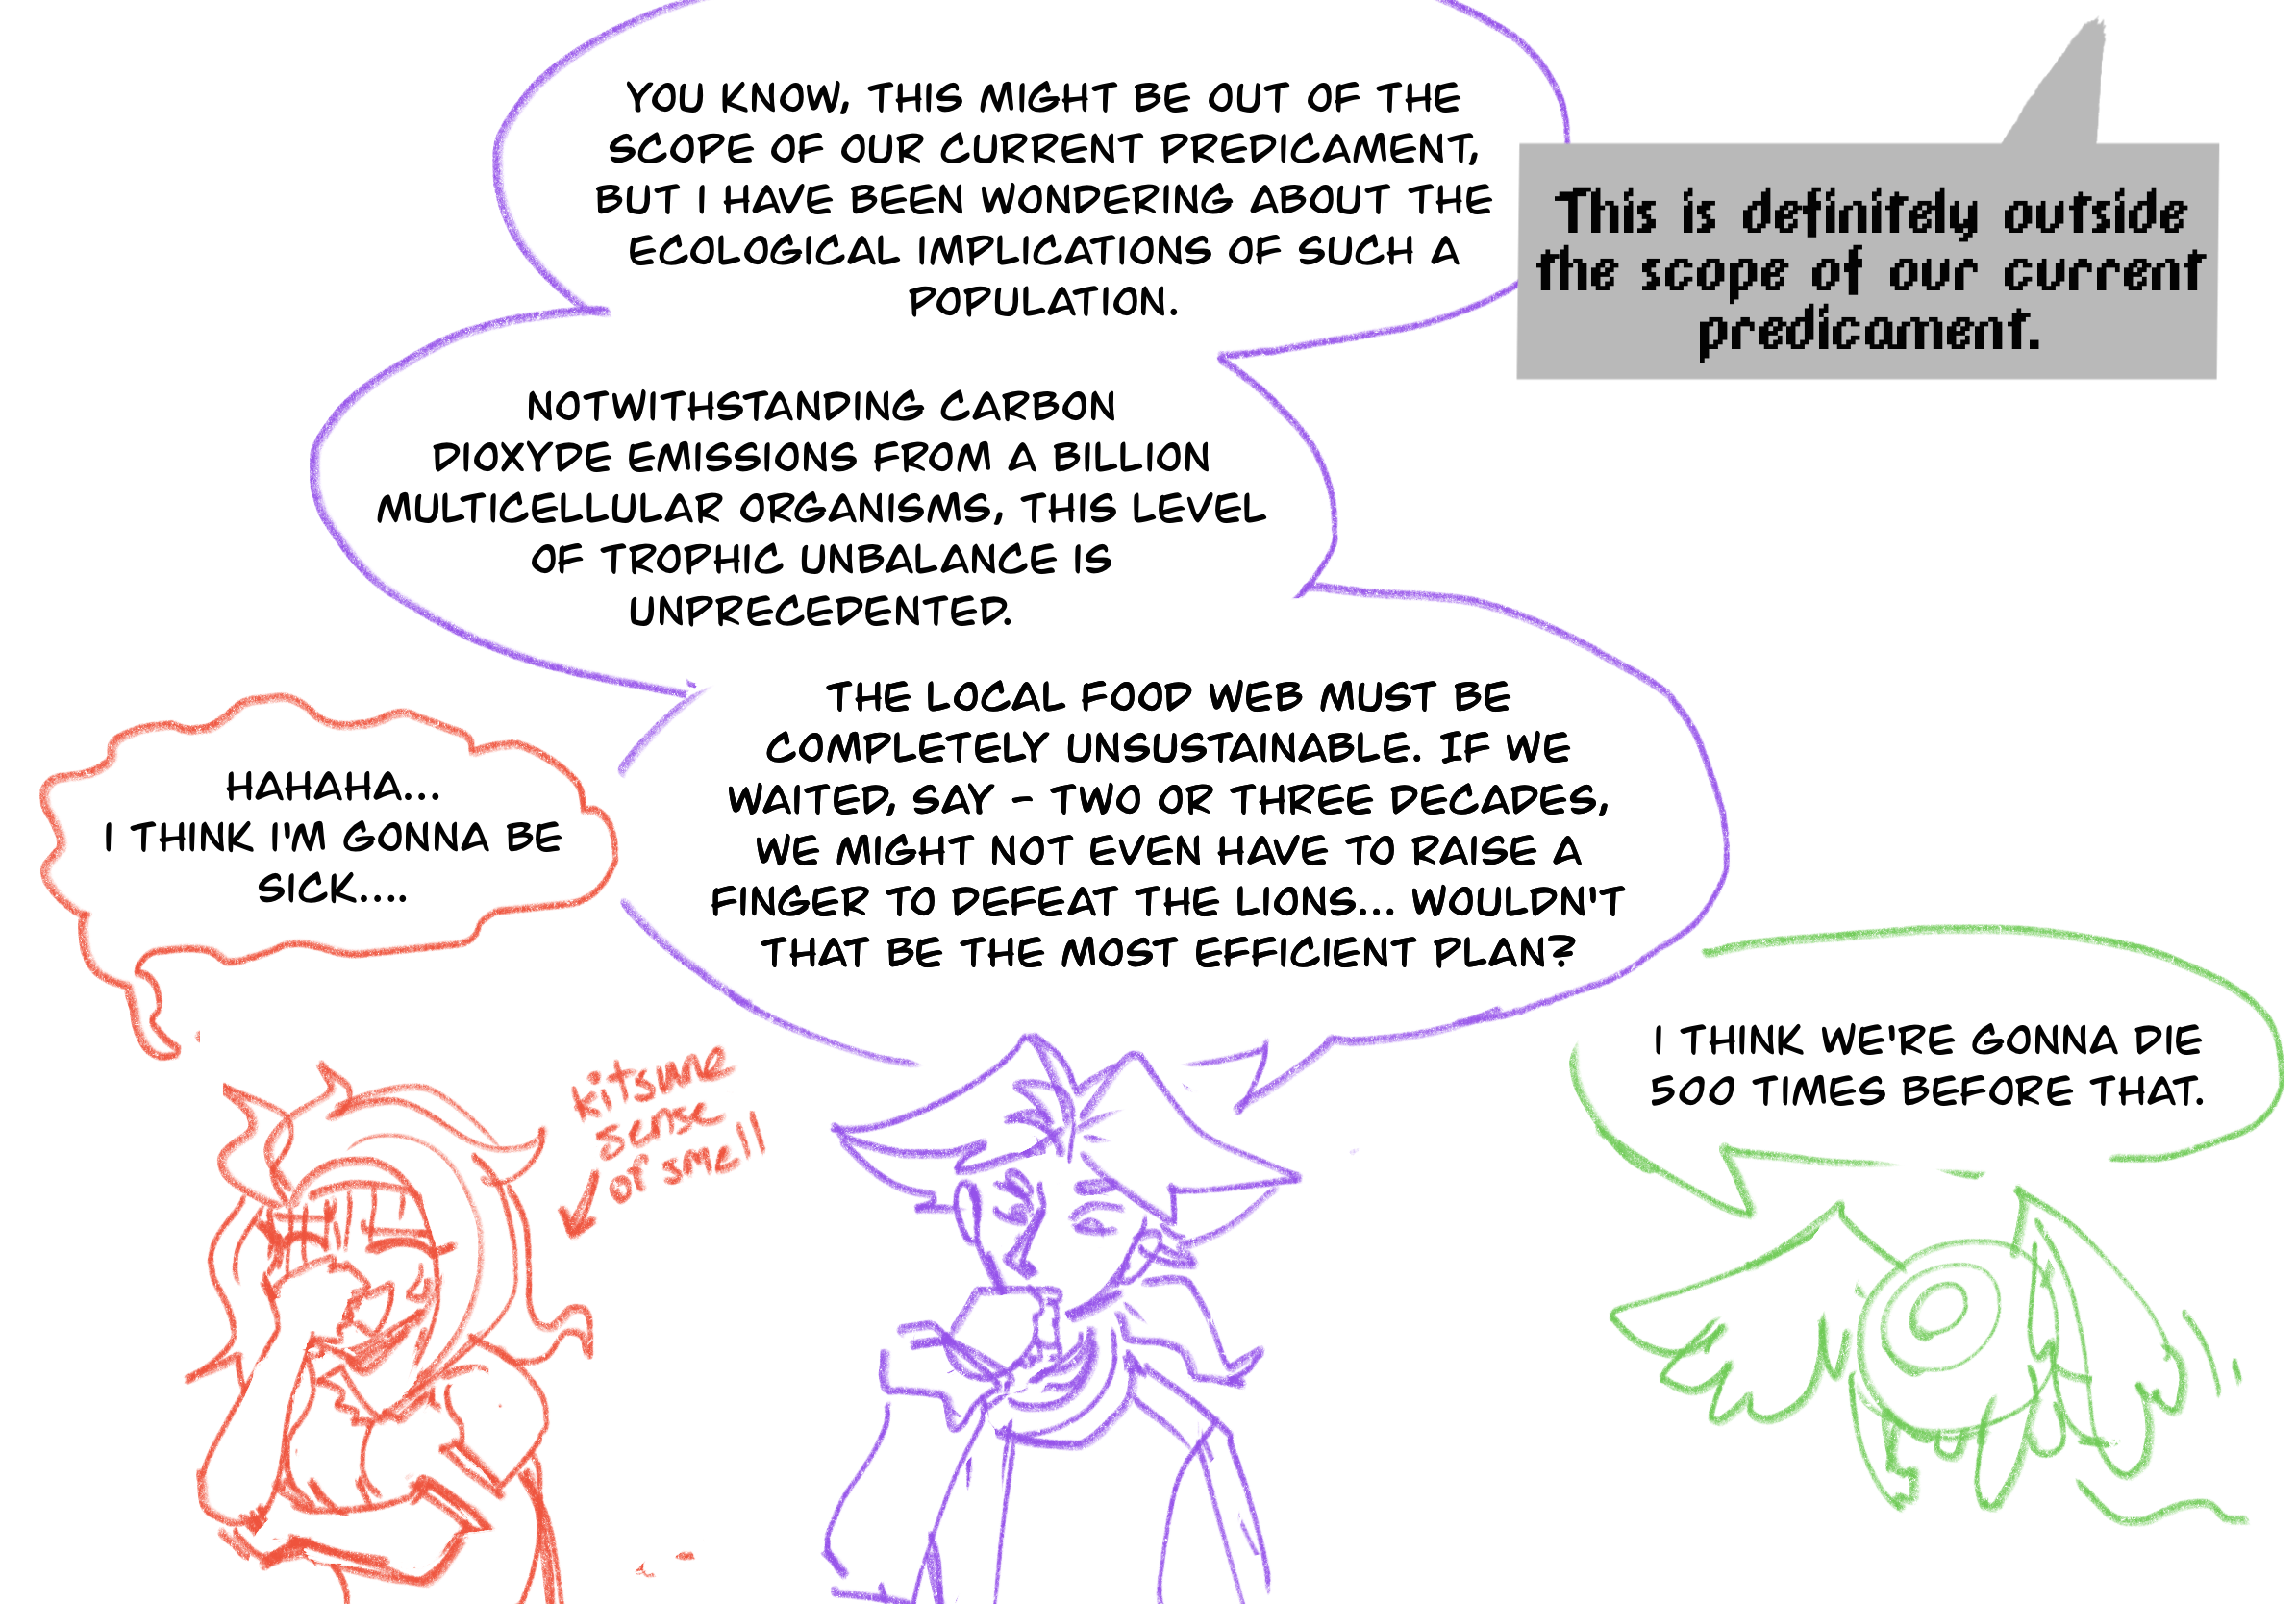 YOU KNOW, THIS MIGHT BE OUT OF THE
SCOPE OF OUR CURRENT PREDICAMENT,
BUT I HAVE BEEN WONDERING ABOUT THE
ECOLOGICAL IMPLICATIONS OF SUCH A
POPULATION.
This is definitely outside
the scope of our current
predicament.
NOTWITHSTANDING CARBON
DIOXYDE EMISSIONS FROM A BILLION
MULTICELLULAR ORGANISMS, THIS LEVEL
OF TROPHIC UNBALANCE IS
UNPRECEDENTED.
THE LOCAL FOOD WEB MUST BE
COMPLETELY UNSUSTAINABLE. IF WE
WAITED, SAY – TWO OR THREE DECADES,
WE MIGHT NOT EVEN HAVE TO RAISE A
FINGER TO DEFEAT THE LIONS... WOULDN'T
THAT BE THE MOST EFFICIENT PLAN?
HAHAHA...
I THINK I'M GONNA BE
SICK....
kitsune
sense
of smell
I THINK WE'RE GONNA DIE
500 TIMES BEFORE THAT.